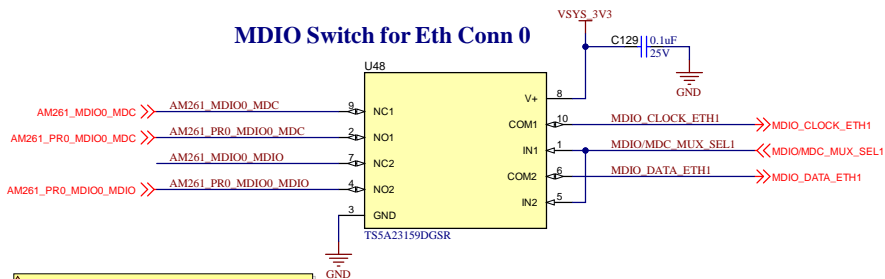 VSYS_3V3
MDIO Switch for Eth Conn 0
C129 0.1uF
25V
GND
U48
V+ 8
AM261_MDIO0_MDC AM261_MDIO0_MDC 9 NC1
COM1 10 MDIO_CLOCK_ETH1 MDIO_CLOCK_ETH1
AM261_PR0_MDIO0_MDC AM261_PR0_MDIO0_MDC 2 NO1
IN1 1 MDIO/MDC_MUX_SEL1 MDIO/MDC_MUX_SEL1
AM261_MDIO0_MDIO 7 NC2
COM2 6 MDIO_DATA_ETH1 MDIO_DATA_ETH1
AM261_PR0_MDIO0_MDIO AM261_PR0_MDIO0_MDIO 4 NO2
IN2 5
3 GND
TS5A23159DGSR
GND